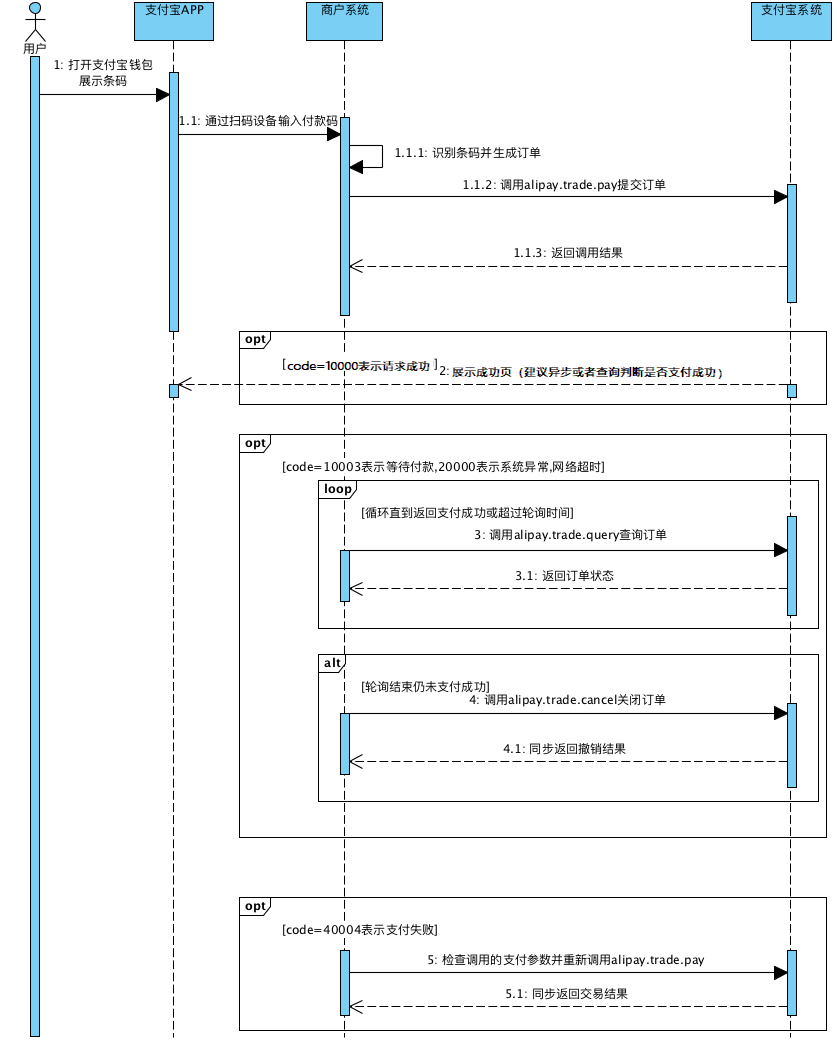 支付宝APP
商户系统
支付宝系统
用户
1: 打开支付宝钱包
展示条码
1.1: 通过扫码设备输入付款码
1.1.1: 识别条码并生成订单
1.1.2: 调用alipay.trade.pay提交订单
1.1.3: 返回调用结果
opt
[code=10000表示请求成功]
2: 展示成功页（建议异步或者查询判断是否支付成功）
opt
[code=10003表示等待付款,20000表示系统异常,网络超时]
loop
[循环直到返回支付成功或超过轮询时间]
3: 调用alipay.trade.query查询订单
3.1: 返回订单状态
alt
[轮询结束仍未支付成功]
4: 调用alipay.trade.cancel关闭订单
4.1: 同步返回撤销结果
opt
[code=40004表示支付失败]
5: 检查调用的支付参数并重新调用alipay.trade.pay
5.1: 同步返回交易结果